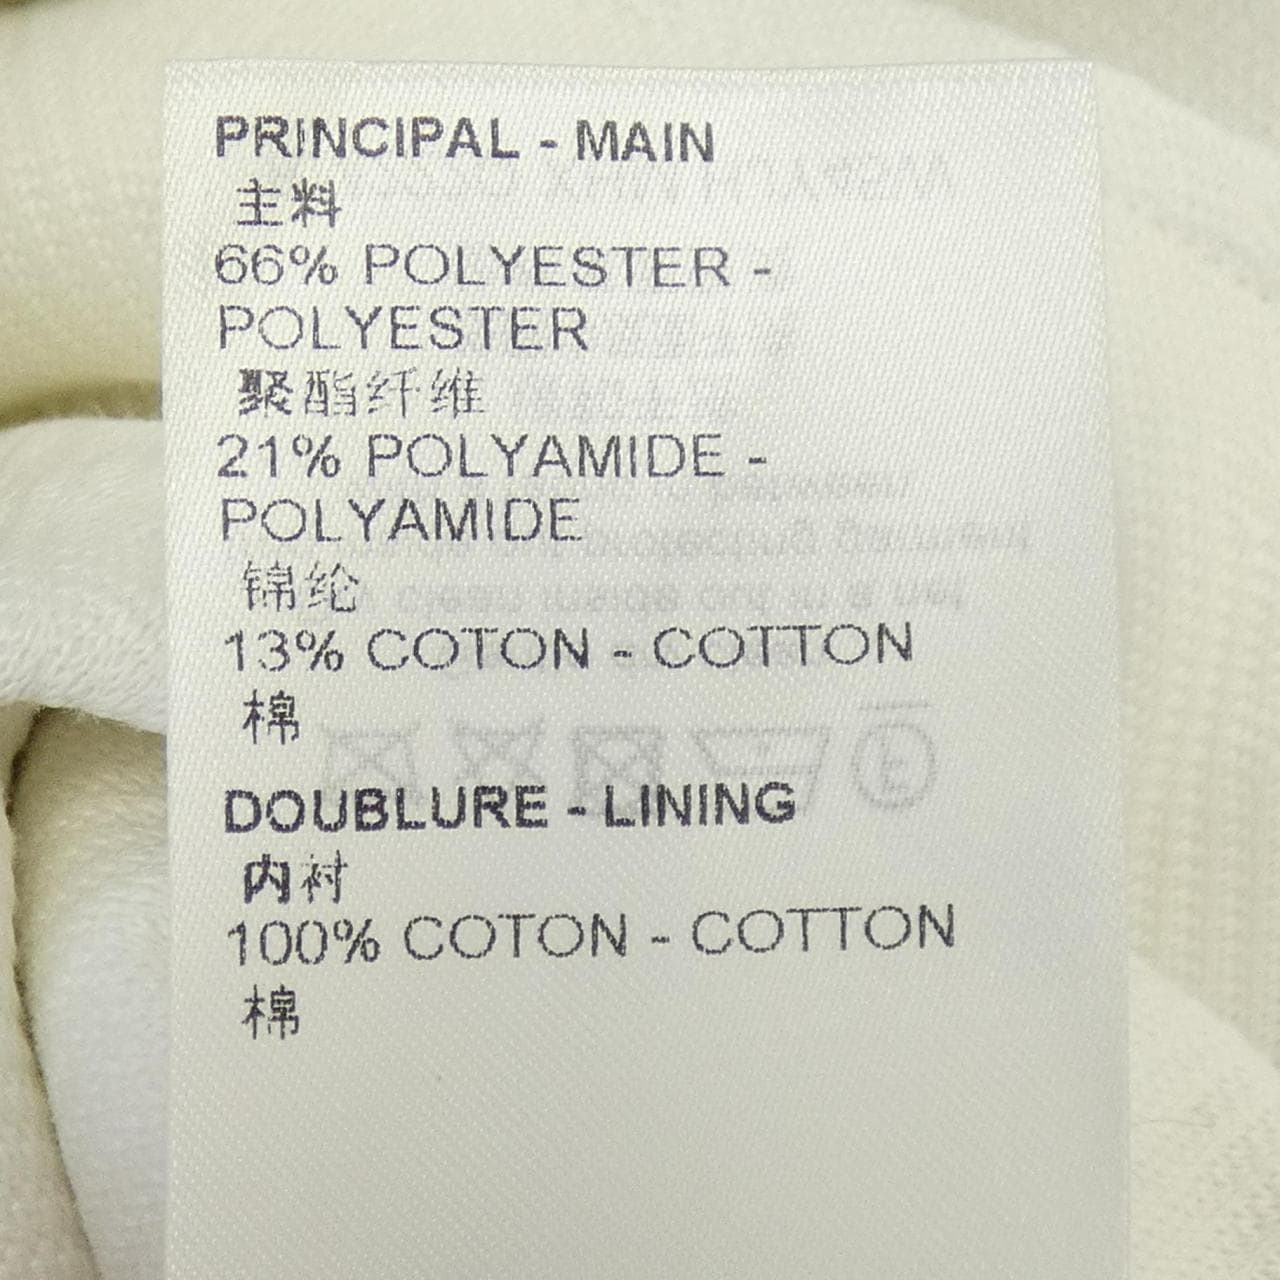 PRINCIPAL - MAIN
主料
66% POLYESTER -
POLYESTER
聚酯纤维
21% POLYAMIDE -
POLYAMIDE
锦纶
13% COTON - COTTON
棉
DOUBLURE - LINING
内衬
100% COTON - COTTON
棉